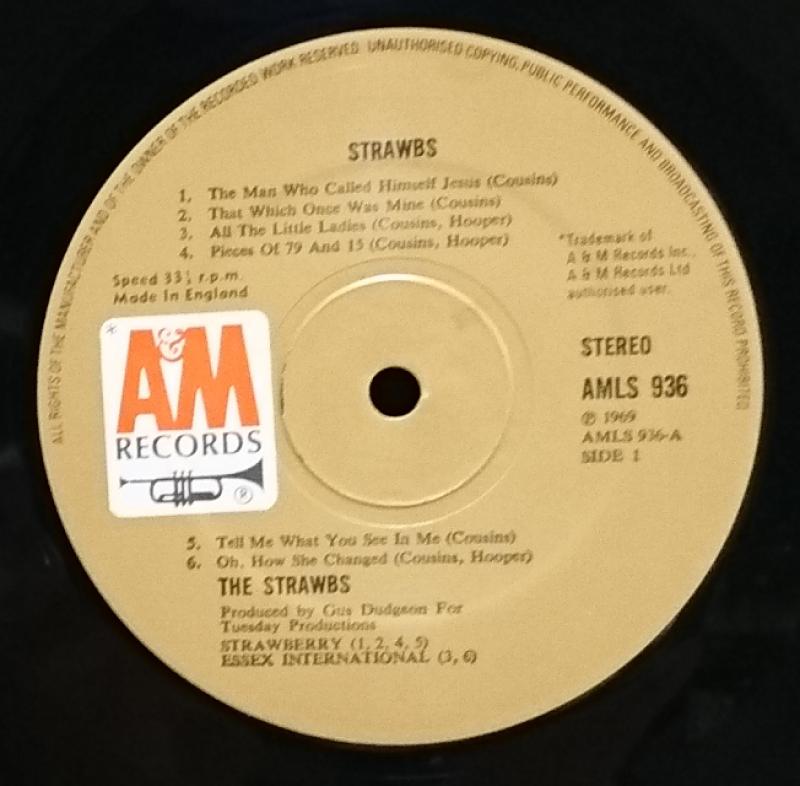 ALL RIGHTS OF THE MANUFACTURER AND OF THE OWNER OF THE RECORDED WORK RESERVED. UNAUTHORISED COPYING, PUBLIC PERFORMANCE AND BROADCASTING OF THIS RECORD PROHIBITED
STRAWBS
1. The Man Who Called Himself Jesus (Cousins)
2. That Which Once Was Mine (Cousins)
3. All The Little Ladies (Cousins, Hooper)
4. Pieces Of 79 And 15 (Cousins, Hooper)
Speed 33⅓ r.p.m.
Made In England
*Trademark of
A & M Records Inc.,
A & M Records Ltd
authorised user.
*
A&M
RECORDS
®
STEREO
AMLS 936
℗ 1969
AMLS 936-A
SIDE 1
5. Tell Me What You See In Me (Cousins)
6. Oh, How She Changed (Cousins, Hooper)
THE STRAWBS
Produced by Gus Dudgeon For
Tuesday Productions
STRAWBERRY (1, 2, 4, 5)
ESSEX INTERNATIONAL (3, 6)